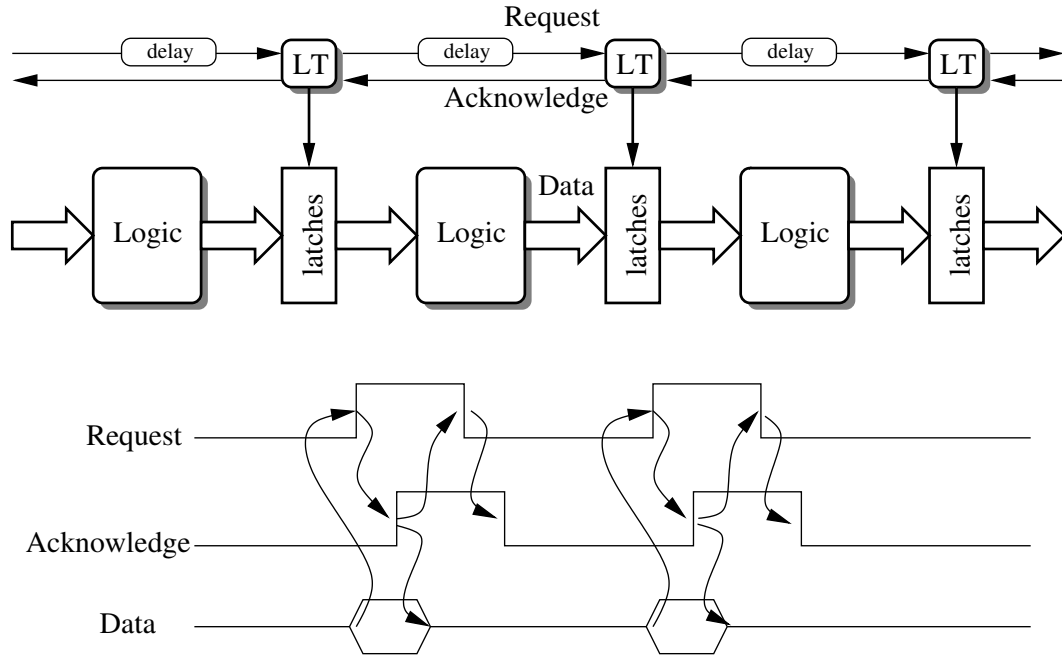 Request
delay
delay
delay
LT
LT
LT
Acknowledge
Data
Logic
latches
Logic
latches
Logic
latches
Request
Acknowledge
Data